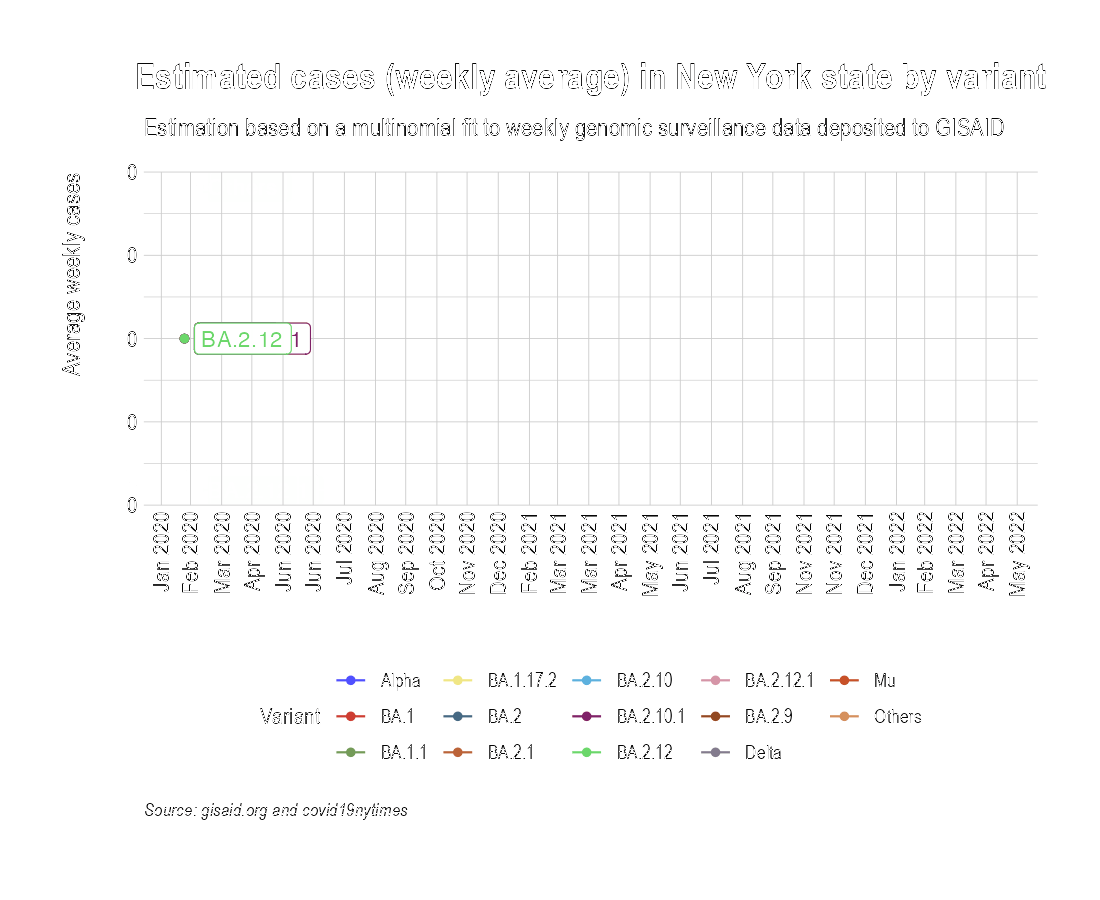 Estimated cases (weekly average) in New York state by variant
Estimation based on a multinomial fit to weekly genomic surveillance data deposited to GISAID
Average weekly cases
0
0
0
0
0
BA.2.12
1
Jan 2020
Feb 2020
Mar 2020
Apr 2020
Jun 2020
Jun 2020
Jul 2020
Aug 2020
Sep 2020
Oct 2020
Nov 2020
Dec 2020
Feb 2021
Mar 2021
Mar 2021
Apr 2021
May 2021
Jun 2021
Jul 2021
Aug 2021
Sep 2021
Nov 2021
Nov 2021
Dec 2021
Jan 2022
Feb 2022
Mar 2022
Apr 2022
May 2022
Variant
Alpha
BA.1
BA.1.1
BA.1.17.2
BA.2
BA.2.1
BA.2.10
BA.2.10.1
BA.2.12
BA.2.12.1
BA.2.9
Delta
Mu
Others
Source: gisaid.org and covid19nytimes